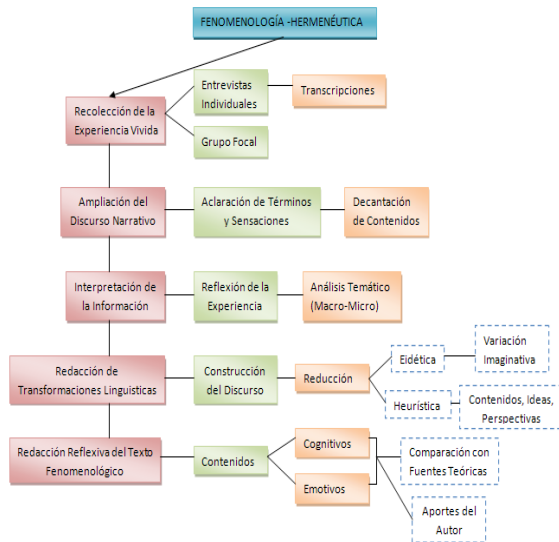 FENOMENOLOGÍA -HERMENÉUTICA
Recolección de la
Experiencia Vivida
Entrevistas
Individuales
Transcripciones
Grupo Focal
Ampliación del
Discurso Narrativo
Aclaración de Términos
y Sensaciones
Decantación
de Contenidos
Interpretación de
la Información
Reflexión de la
Experiencia
Análisis Temático
(Macro-Micro)
Redacción de
Transformaciones Linguisticas
Construcción
del Discurso
Reducción
Eidética
Variación
Imaginativa
Heurística
Contenidos, Ideas,
Perspectivas
Redacción Reflexiva del Texto
Fenomenológico
Contenidos
Cognitivos
Emotivos
Comparación con
Fuentes Teóricas
Aportes del
Autor